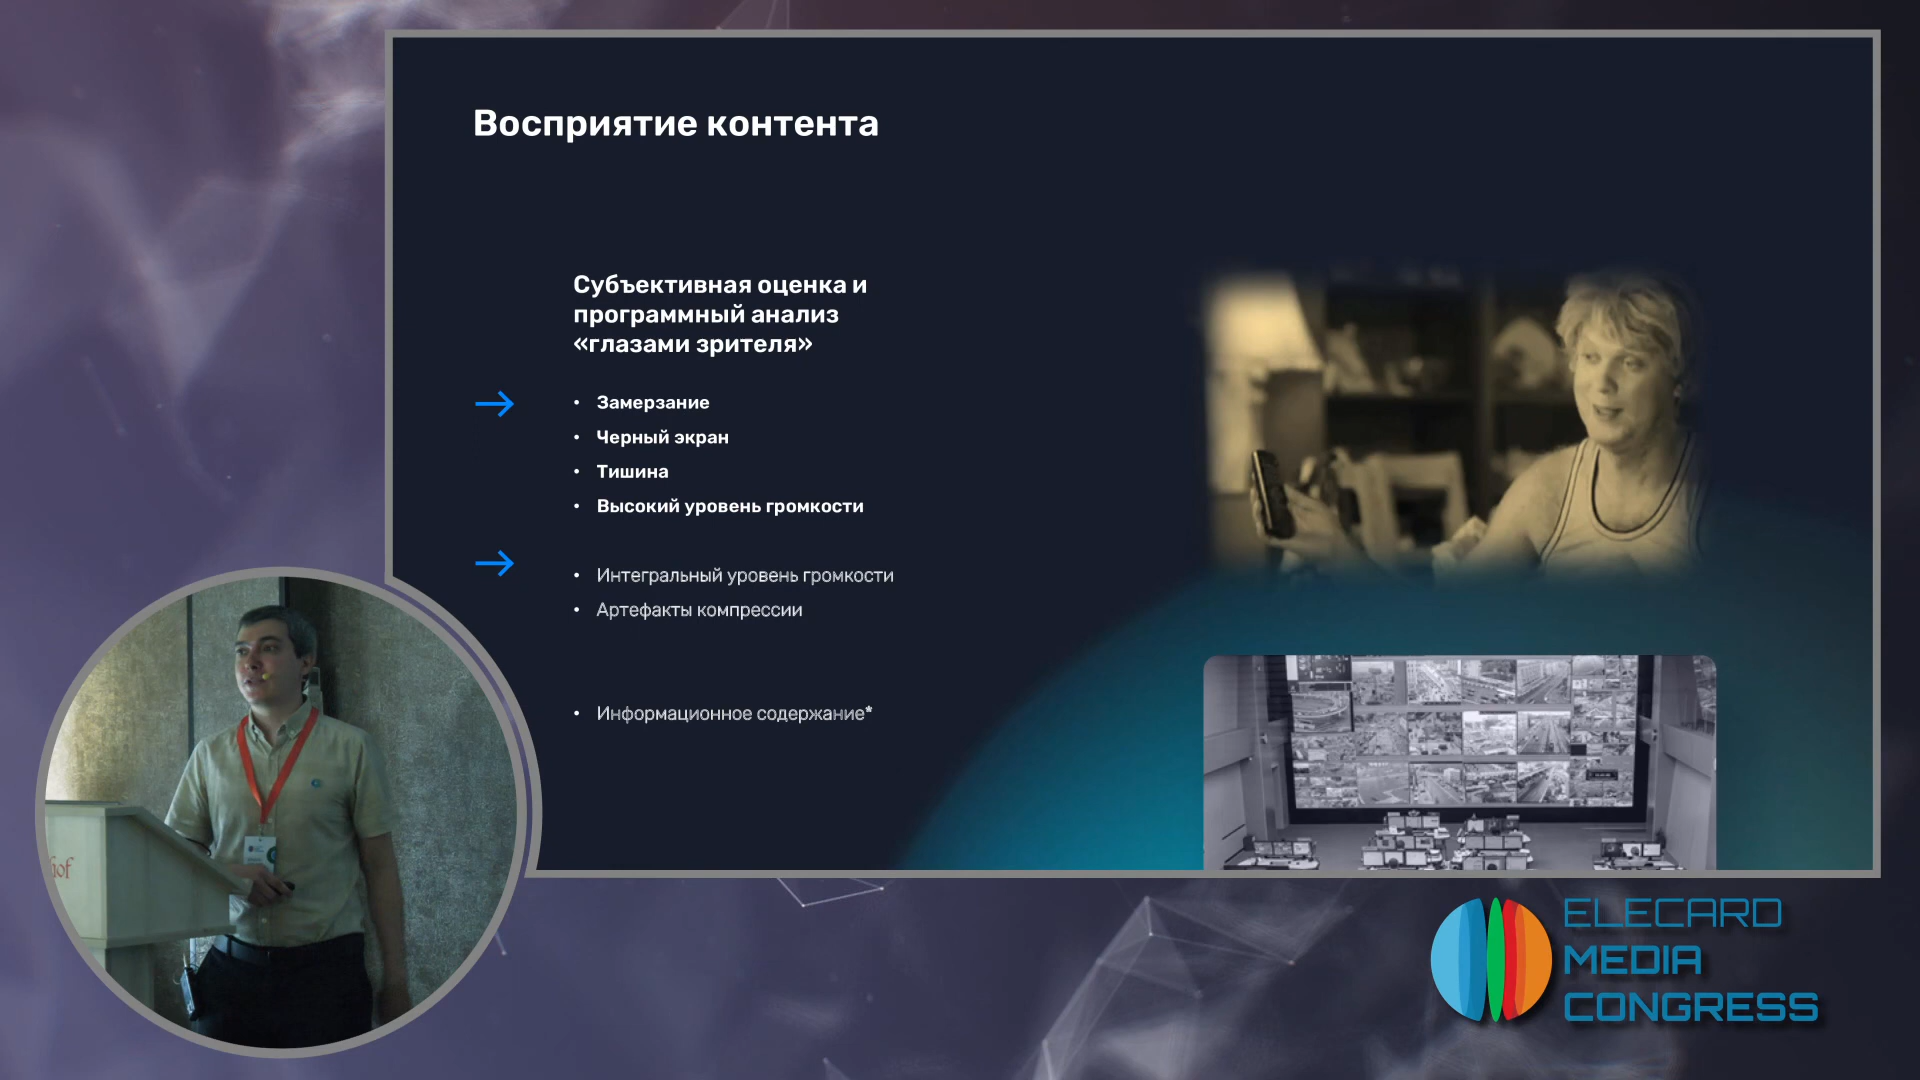 Восприятие контента
Субъективная оценка и
программный анализ
«глазами зрителя»
• Замерзание
• Черный экран
• Тишина
• Высокий уровень громкости
• Интегральный уровень громкости
• Артефакты компрессии
• Информационное содержание*
hof
ELECARD
MEDIA
CONGRESS